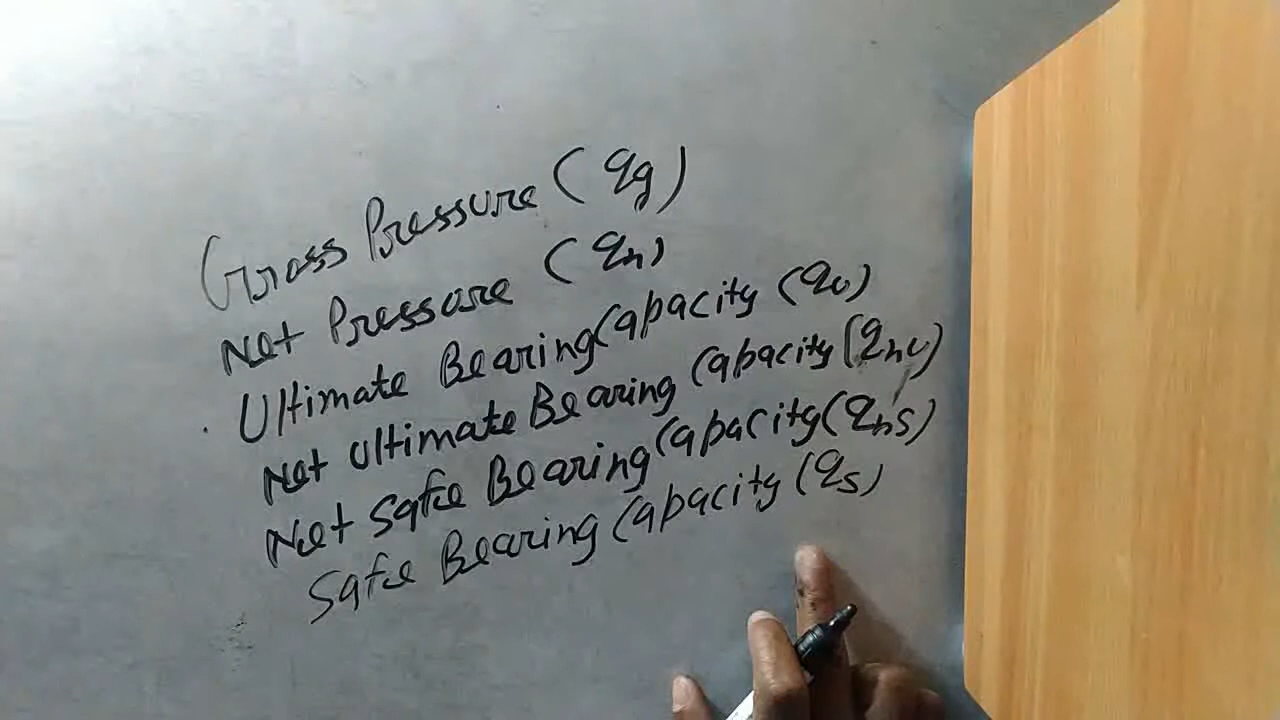 Gross Pressure (qg)
Net Pressure (qn)
Ultimate Bearing Capacity (qu)
Net Ultimate Bearing Capacity (qnu)
Net Safe Bearing Capacity (qns)
Safe Bearing Capacity (qs)